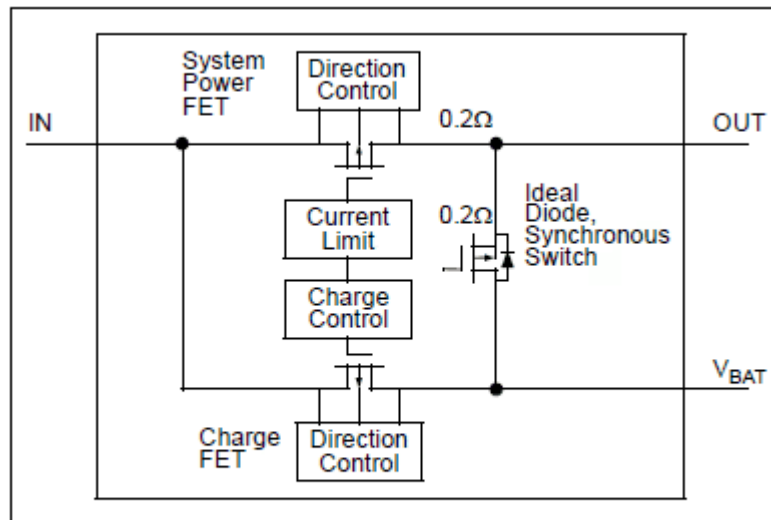 System
Power
FET
Direction
Control
IN
0.2Ω
OUT
Current
Limit
0.2Ω
Ideal
Diode,
Synchronous
Switch
Charge
Control
VBAT
Charge
FET
Direction
Control